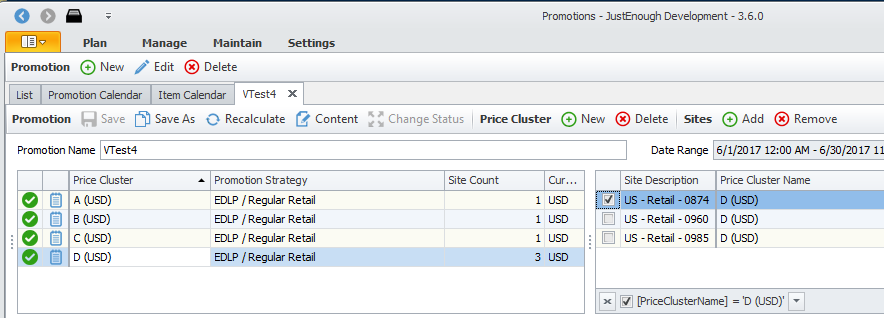 Promotions - JustEnough Development - 3.6.0
Plan Manage Maintain Settings
Promotion New Edit Delete
List Promotion Calendar Item Calendar VTest4
Promotion Save Save As Recalculate Content Change Status Price Cluster New Delete Sites Add Remove
Promotion Name VTest4 Date Range 6/1/2017 12:00 AM - 6/30/2017 11
Price Cluster Promotion Strategy Site Count Cur... Site Description Price Cluster Name
A (USD) EDLP / Regular Retail 1 USD US - Retail - 0874 D (USD)
B (USD) EDLP / Regular Retail 1 USD US - Retail - 0960 D (USD)
C (USD) EDLP / Regular Retail 1 USD US - Retail - 0985 D (USD)
D (USD) EDLP / Regular Retail 3 USD
[PriceClusterName] = 'D (USD)'